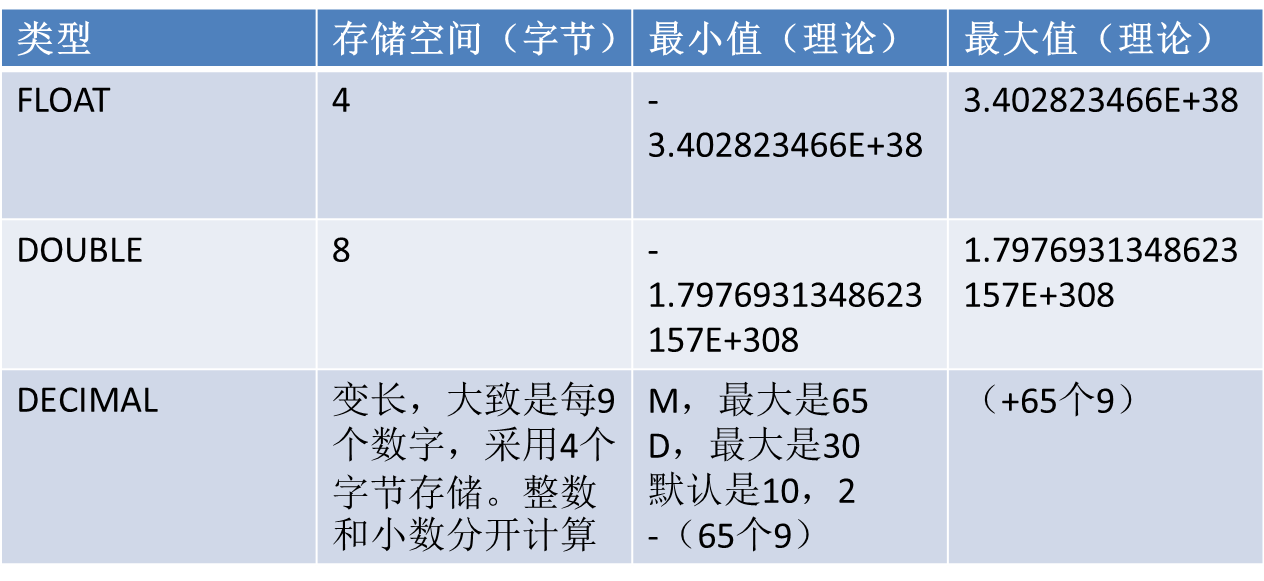 类型 存储空间（字节） 最小值（理论） 最大值（理论）
FLOAT 4 - 3.402823466E+38
3.402823466E+38
DOUBLE 8 - 1.7976931348623
1.7976931348623 157E+308
157E+308
DECIMAL 变长，大致是每9 M，最大是65 （+65个9）
个数字，采用4个 D，最大是30
字节存储。整数 默认是10，2
和小数分开计算 -（65个9）